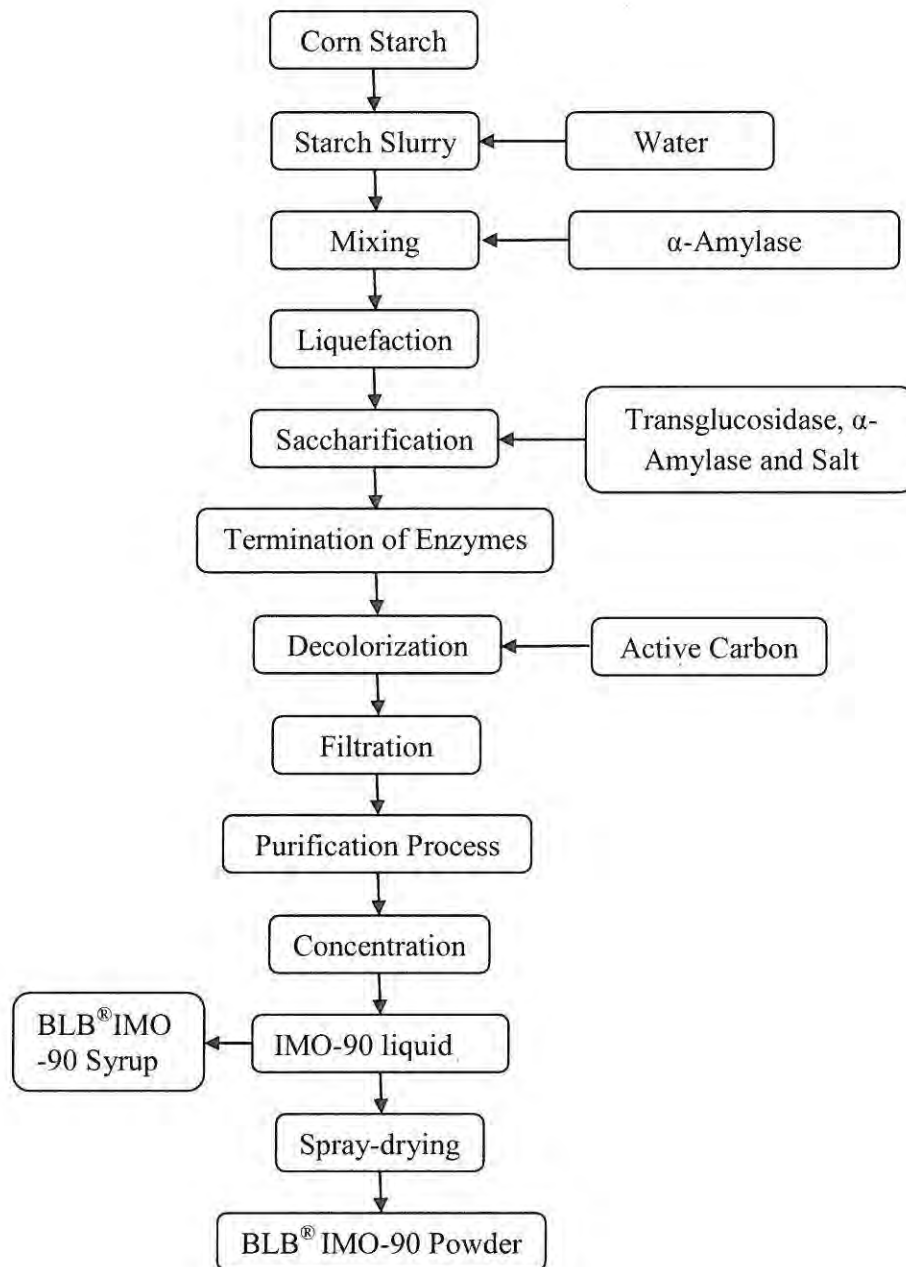 Corn Starch
Starch Slurry
Water
Mixing
α-Amylase
Liquefaction
Saccharification
Transglucosidase, α-
Amylase and Salt
Termination of Enzymes
Decolorization
Active Carbon
Filtration
Purification Process
Concentration
BLB®IMO
-90 Syrup
IMO-90 liquid
Spray-drying
BLB® IMO-90 Powder